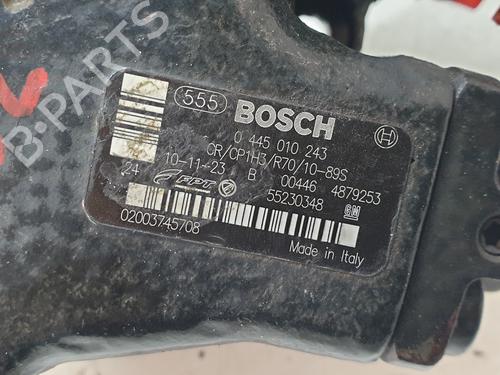 B-PARTS
555 BOSCH
0 445 010 243
CR/CP1H3/R70/10-89S
10-11-23 B 00446 4879253
24 FPT 55230348
GM
02003745708
Made in Italy